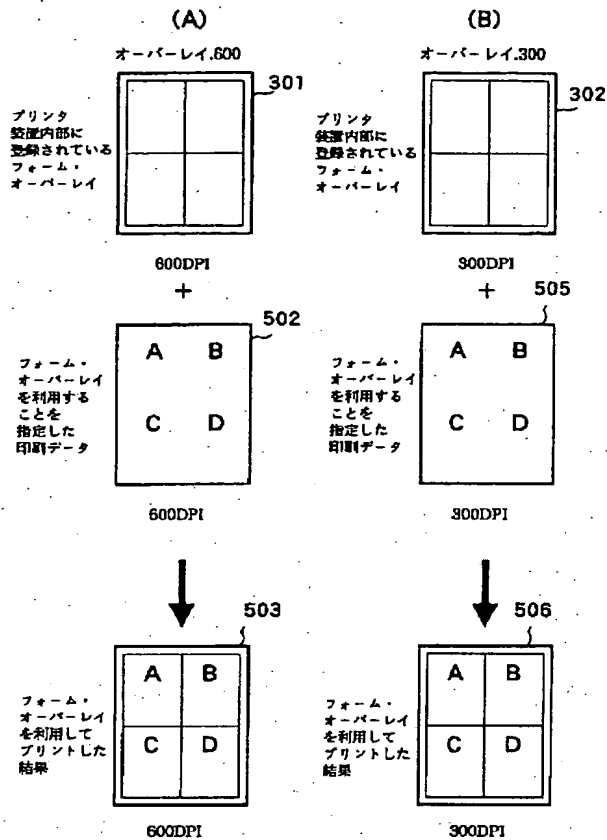 (A)
オーバーレイ.600
301
プリンタ
装置内部に
登録されている
フォーム・
オーバーレイ
600DPI
+
502
A B
C D
フォーム・
オーバーレイ
を利用する
ことを
指定した
印刷データ
600DPI
503
A B
C D
フォーム・
オーバーレイ
を利用して
プリントした
結果
600DPI
(B)
オーバーレイ.300
302
プリンタ
装置内部に
登録されている
フォーム・
オーバーレイ
300DPI
+
505
A B
C D
フォーム・
オーバーレイ
を利用する
ことを
指定した
印刷データ
300DPI
506
A B
C D
フォーム・
オーバーレイ
を利用して
プリントした
結果
300DPI